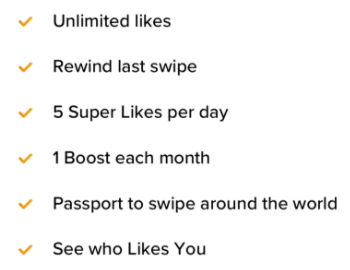 Unlimited likes
Rewind last swipe
5 Super Likes per day
1 Boost each month
Passport to swipe around the world
See who Likes You